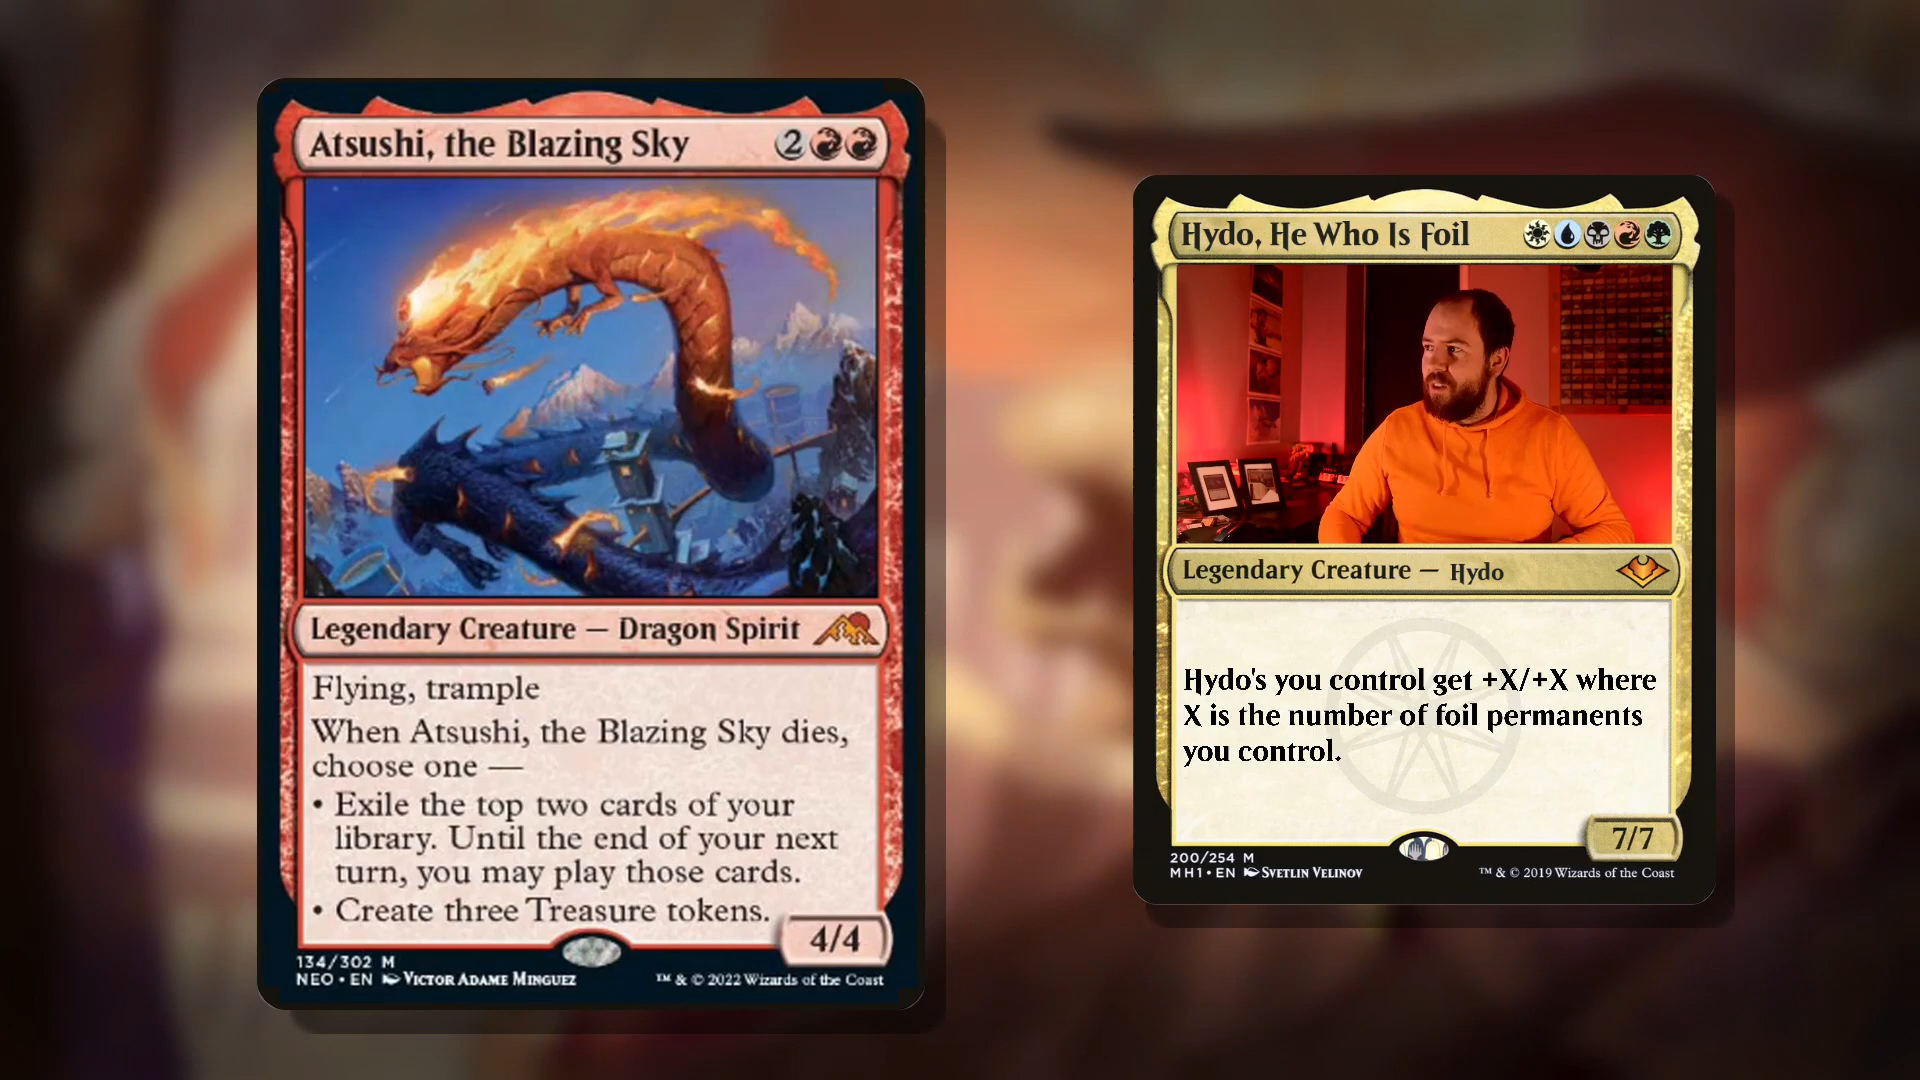 Atsushi, the Blazing Sky 2
Legendary Creature — Dragon Spirit
Flying, trample
When Atsushi, the Blazing Sky dies,
choose one —
• Exile the top two cards of your
library. Until the end of your next
turn, you may play those cards.
• Create three Treasure tokens.
4/4
134/302 M
NEO • EN Victor Adame Minguez
™ & © 2022 Wizards of the Coast
Hydo, He Who Is Foil
Legendary Creature — Hydo
Hydo's you control get +X/+X where
X is the number of foil permanents
you control.
7/7
200/254 M
MH1 • EN Svetlin Velinov
™ & © 2019 Wizards of the Coast